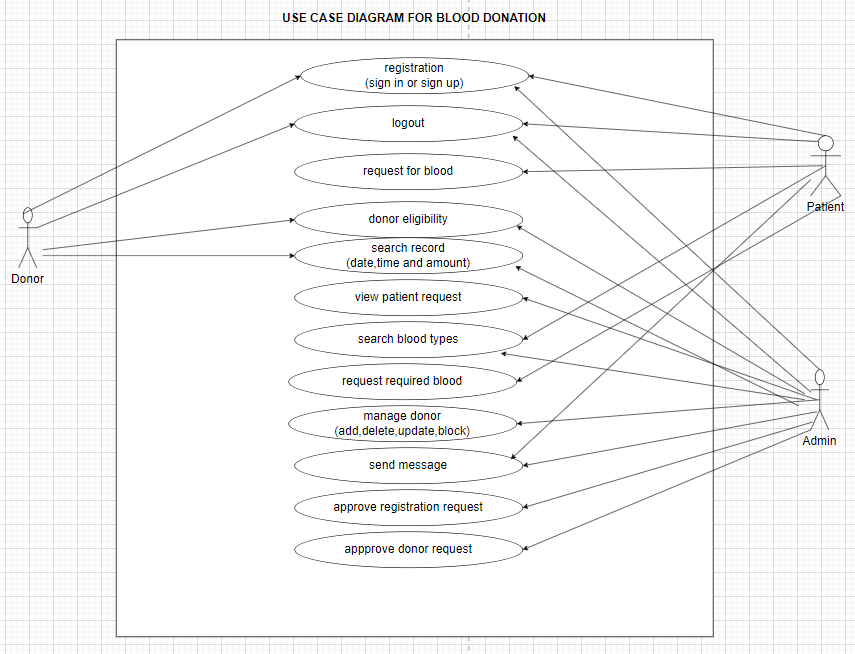 USE CASE DIAGRAM FOR BLOOD DONATION
registration
(sign in or sign up)
logout
request for blood
donor eligibility
search record
(date,time and amount)
view patient request
search blood types
request required blood
manage donor
(add,delete,update,block)
send message
approve registration request
appprove donor request
Donor
Patient
Admin